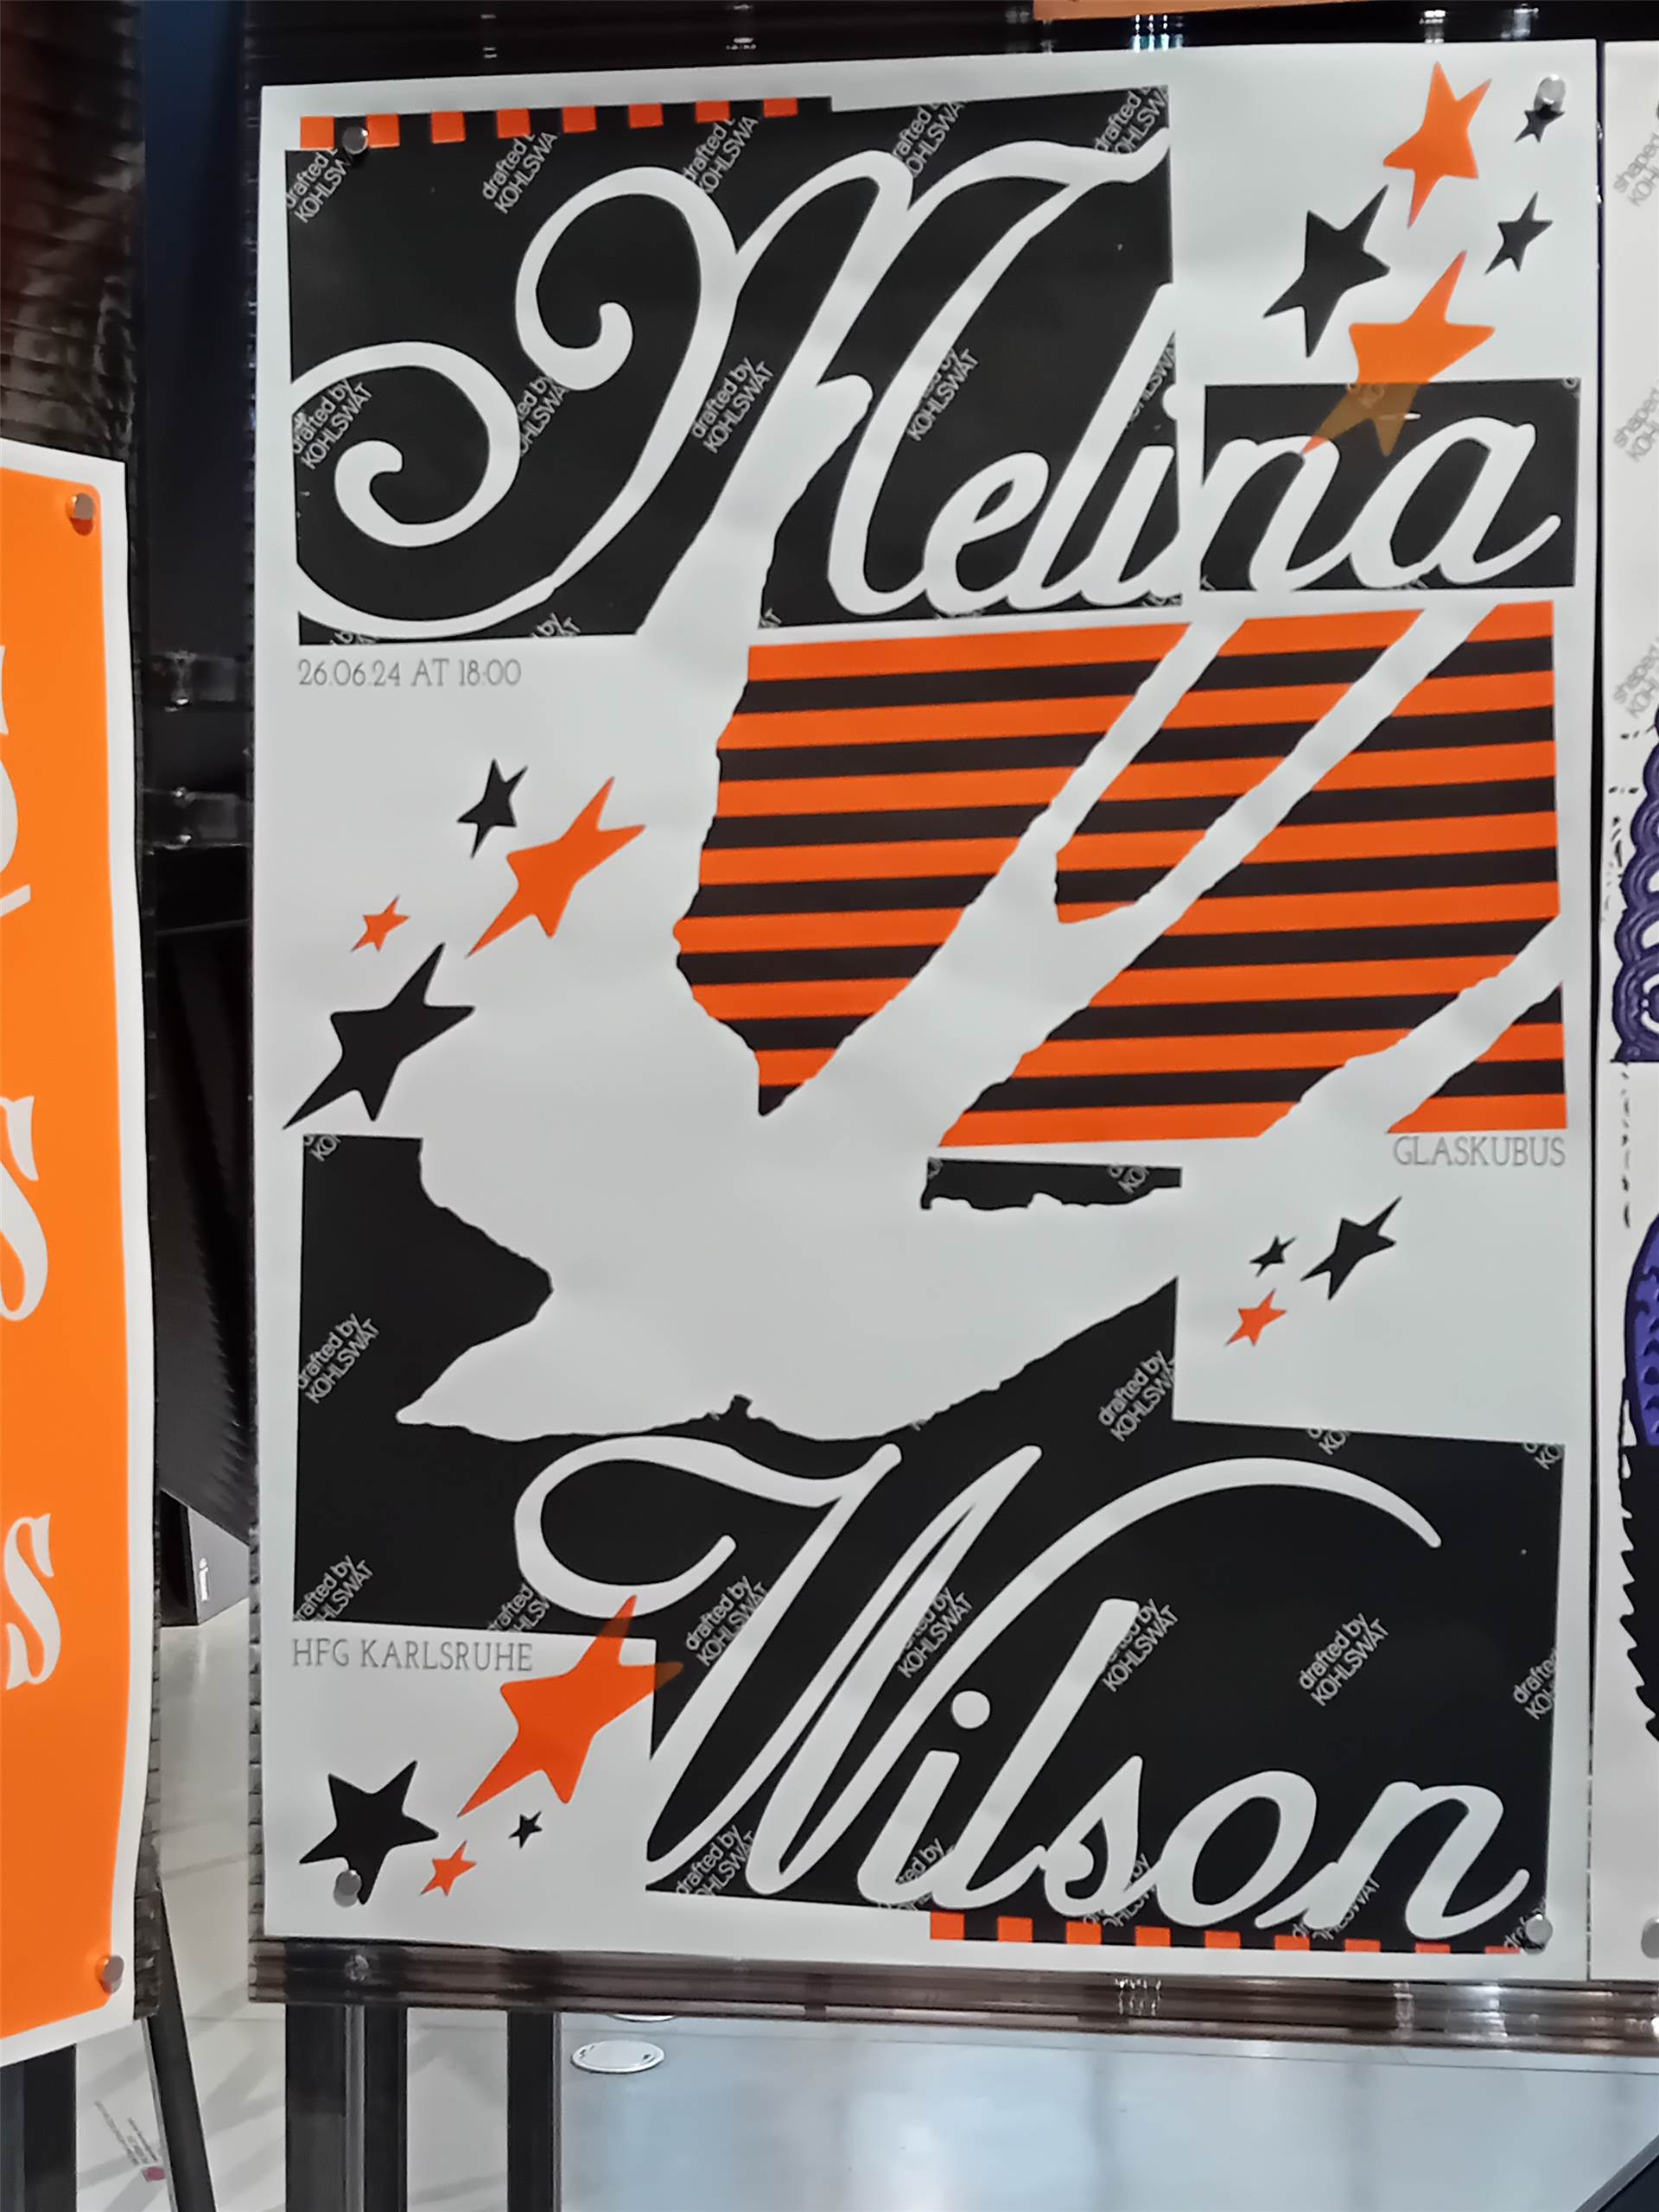 Melina
26.06.24 AT 18:00
GLASKUBUS
Wilson
HFG KARLSRUHE
drafted by
KOHLSWAT